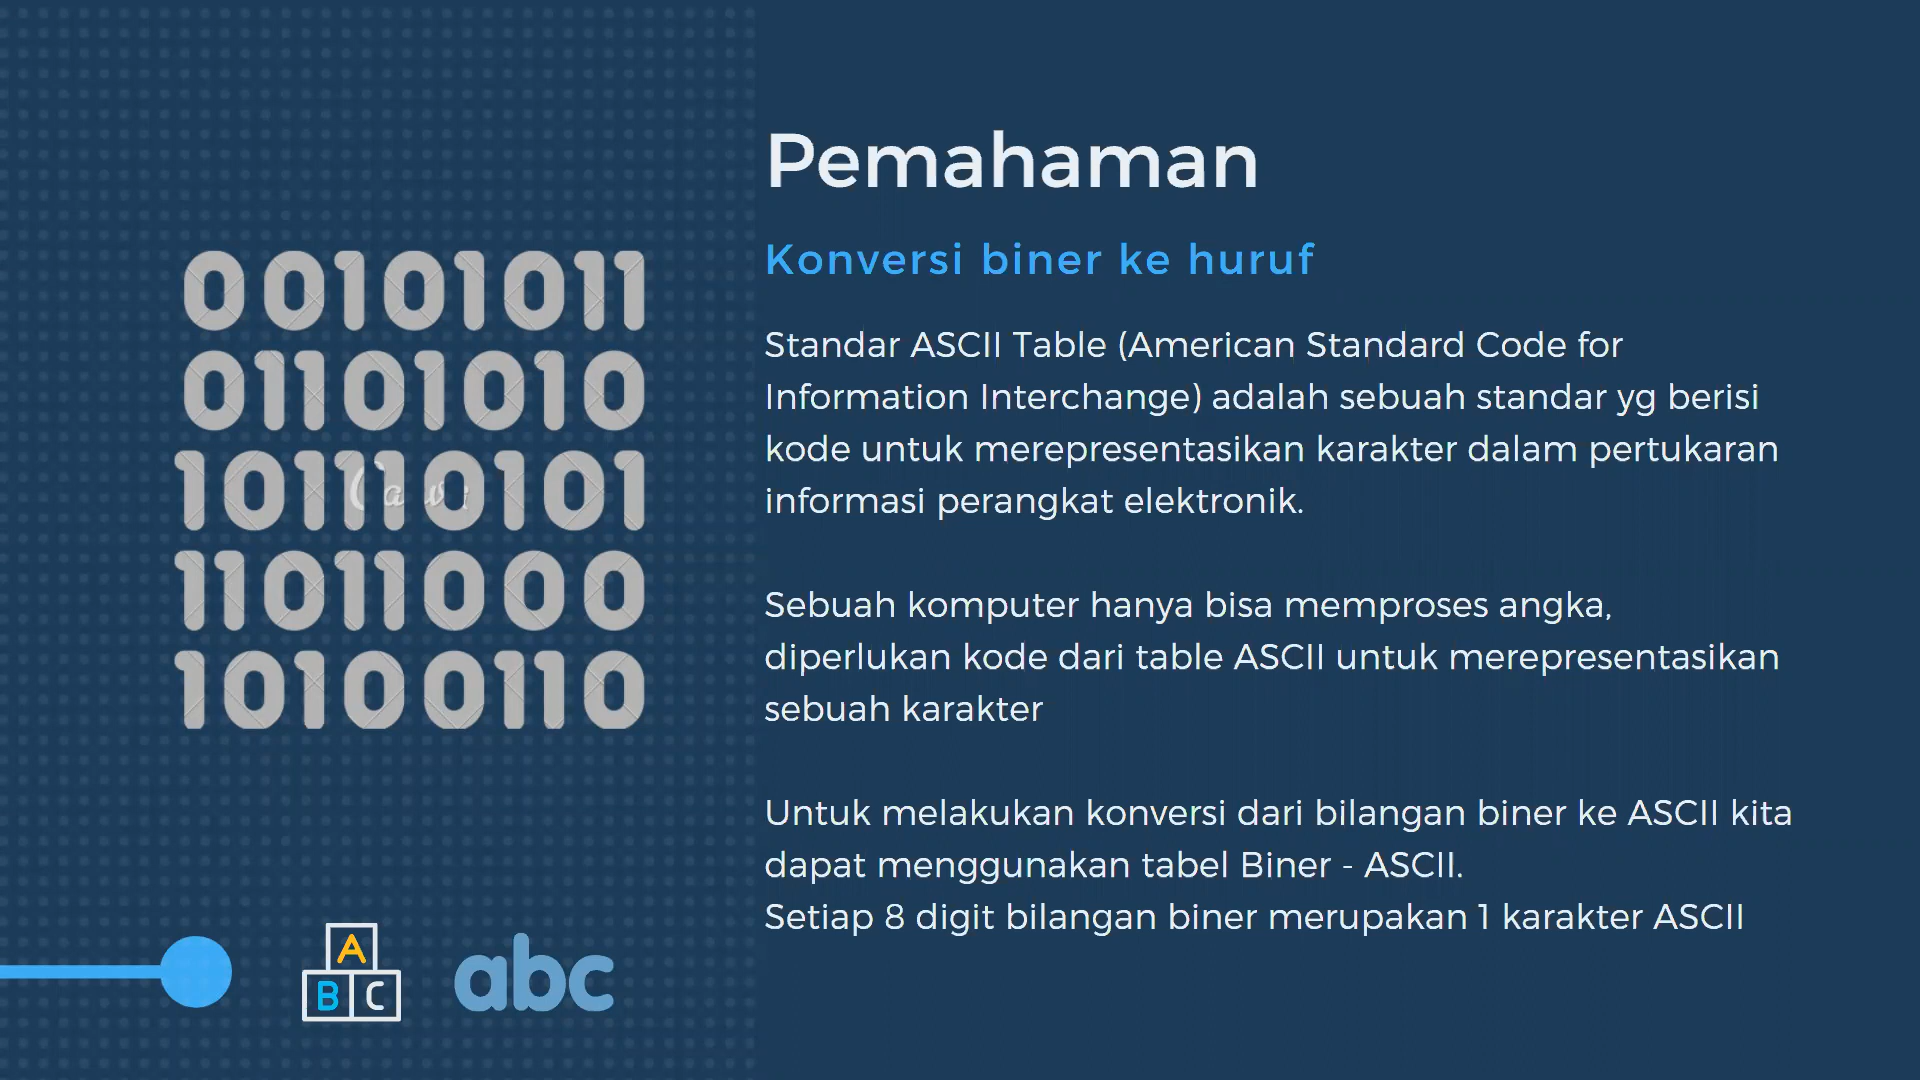 00101011
01101010
101110101
11011000
10100110
Canva
A
B C
abc
Pemahaman
Konversi biner ke huruf
Standar ASCII Table (American Standard Code for
Information Interchange) adalah sebuah standar yg berisi
kode untuk merepresentasikan karakter dalam pertukaran
informasi perangkat elektronik.
Sebuah komputer hanya bisa memproses angka,
diperlukan kode dari table ASCII untuk merepresentasikan
sebuah karakter
Untuk melakukan konversi dari bilangan biner ke ASCII kita
dapat menggunakan tabel Biner - ASCII.
Setiap 8 digit bilangan biner merupakan 1 karakter ASCII